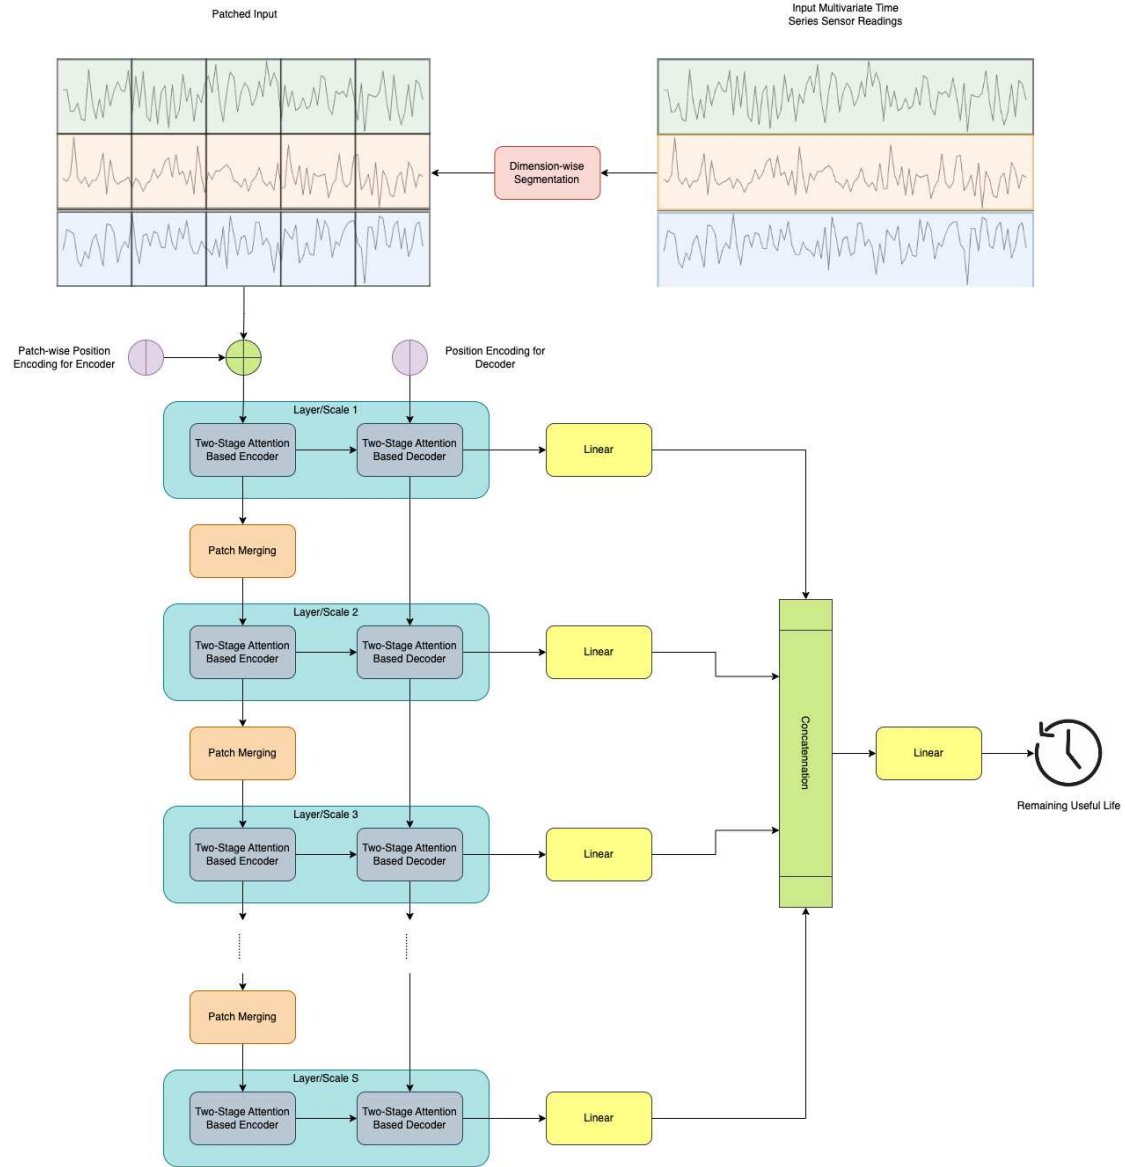 Patched Input
Input Multivariate Time
Series Sensor Readings
Dimension-wise
Segmentation
Patch-wise Position
Encoding for Encoder
Position Encoding for
Decoder
Layer/Scale 1
Two-Stage Attention
Based Encoder
Two-Stage Attention
Based Decoder
Linear
Patch Merging
Layer/Scale 2
Two-Stage Attention
Based Encoder
Two-Stage Attention
Based Decoder
Linear
Patch Merging
Layer/Scale 3
Two-Stage Attention
Based Encoder
Two-Stage Attention
Based Decoder
Linear
Concatennation
Linear
Remaining Useful Life
Patch Merging
Layer/Scale S
Two-Stage Attention
Based Encoder
Two-Stage Attention
Based Decoder
Linear